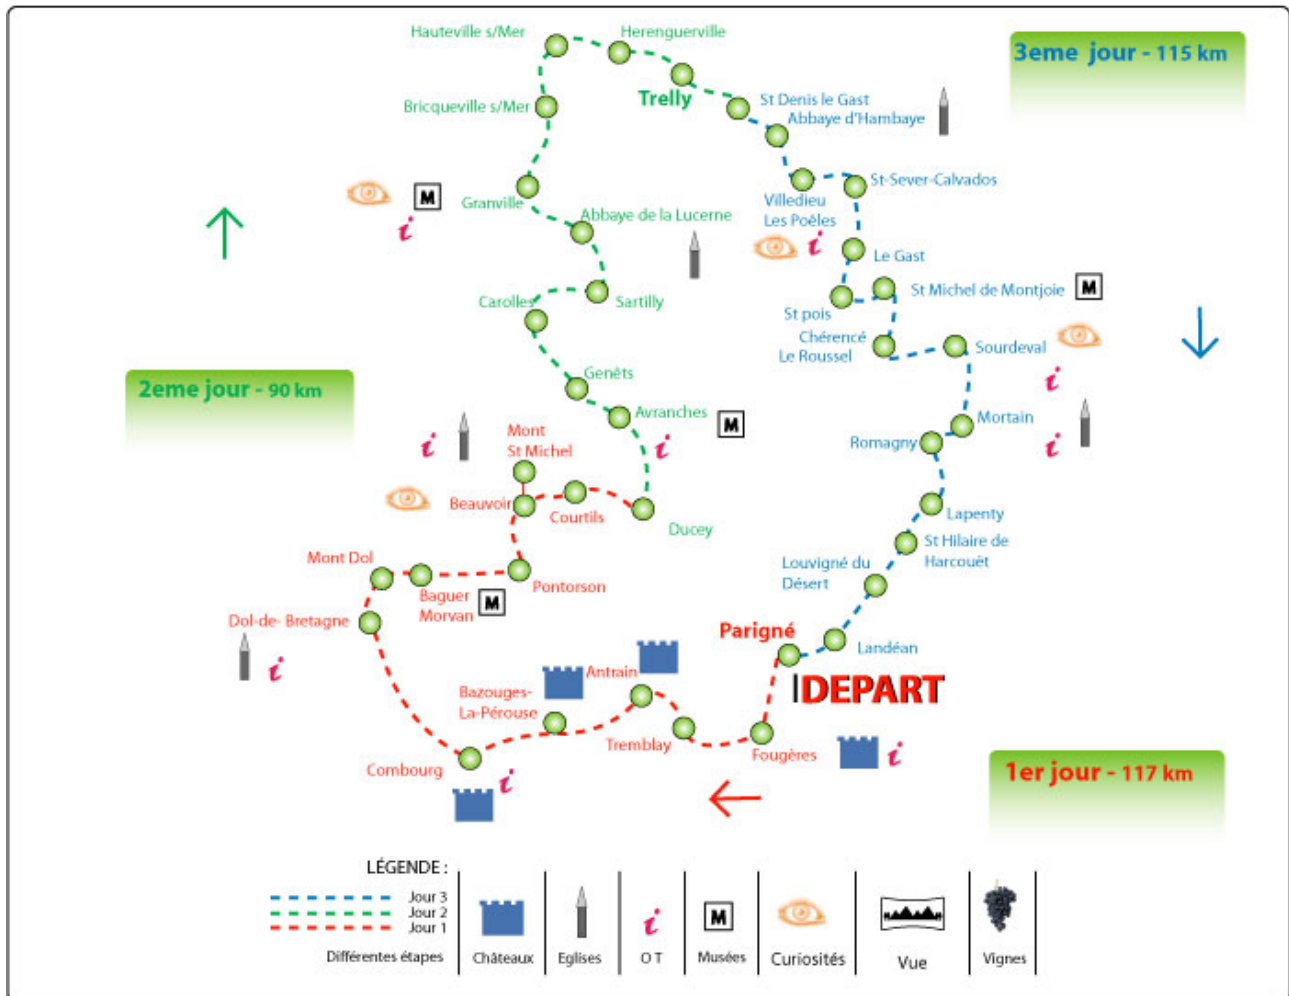 Hauteville s/Mer
Herenguerville
3eme jour - 115 km
Bricqueville s/Mer
Trelly
St Denis le Gast
Abbaye d'Hambaye
St-Sever-Calvados
M
i
Granville
Abbaye de la Lucerne
Villedieu
Les Poêles
i
Le Gast
Carolles
Sartilly
St pois
St Michel de Montjoie
M
Chérencé
Le Roussel
Sourdeval
i
2eme jour - 90 km
Genêts
Avranches
M
i
Mortain
i
Romagny
i
Mont
St Michel
Beauvoir
Courtils
Ducey
Lapenty
St Hilaire de
Harcouët
Mont Dol
Baguer
Morvan
M
Pontorson
Louvigné du
Désert
Dol-de- Bretagne
i
Parigné
Landéan
DEPART
Antrain
Bazouges-
La-Pérouse
Tremblay
Fougères
i
Combourg
i
1er jour - 117 km
LÉGENDE :
Jour 3
Jour 2
Jour 1
Différentes étapes
Châteaux
Eglises
i
O T
M
Musées
Curiosités
Vue
Vignes